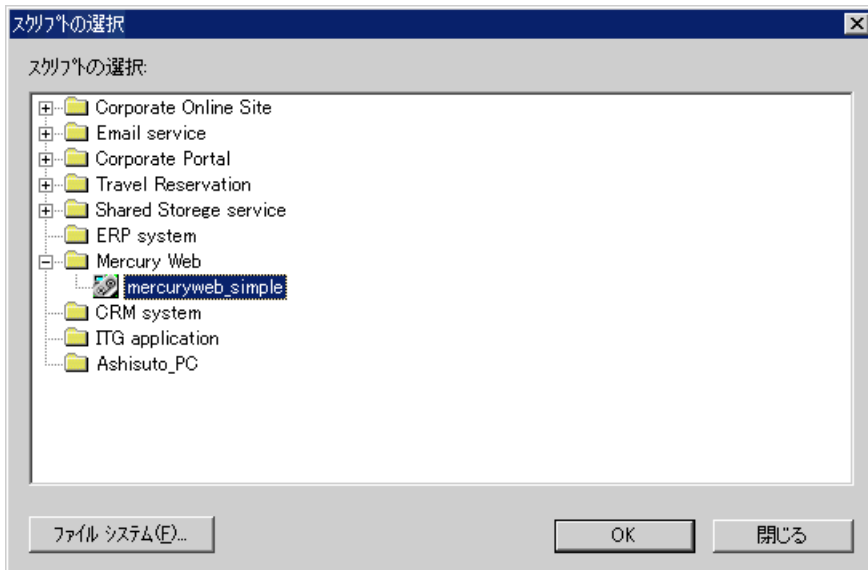 スクリプトの選択
スクリプトの選択:
Corporate Online Site
Email service
Corporate Portal
Travel Reservation
Shared Storege service
ERP system
Mercury Web
mercuryweb_simple
CRM system
ITG application
Ashisuto_PC
ファイル システム(F)... OK 閉じる